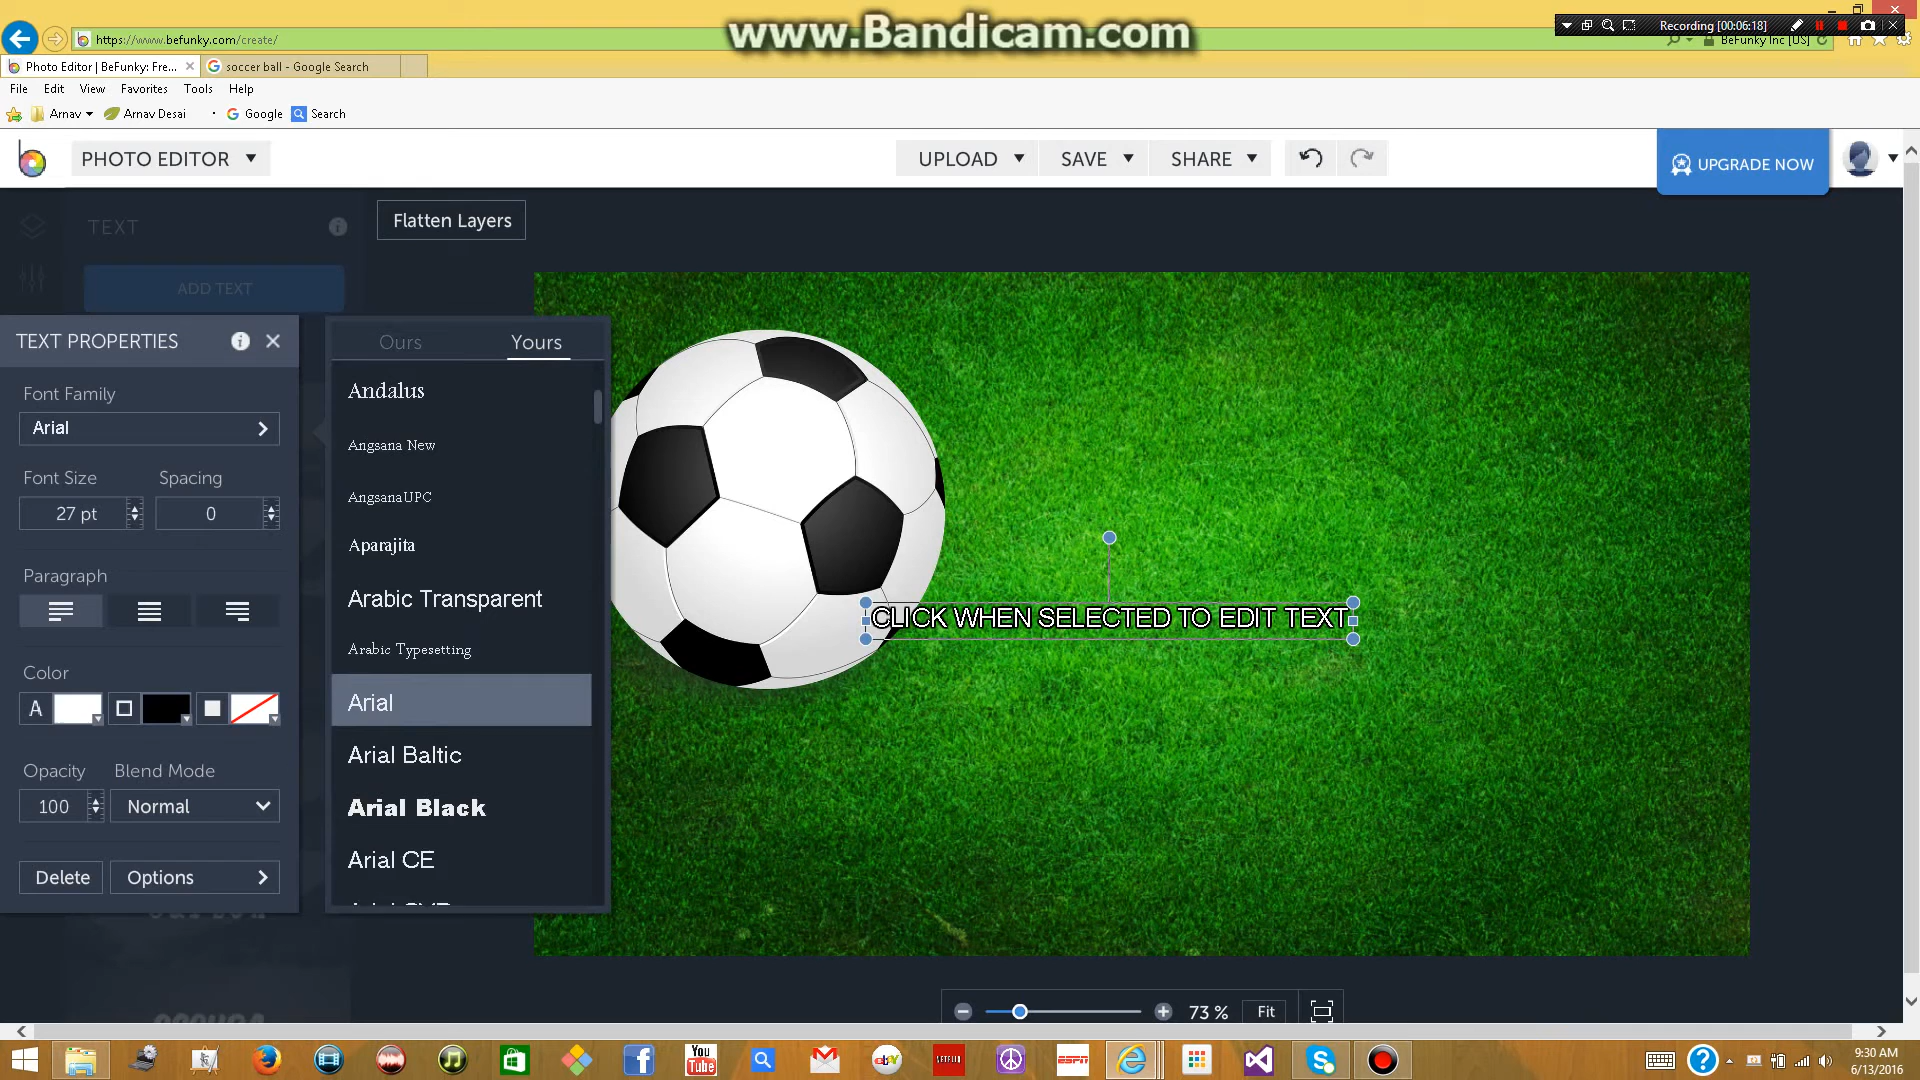 www.Bandicam.com
Recording [00:06:18]
https://www.befunky.com/create/
BeFunky Inc [US]
Photo Editor | BeFunky: Fre...
soccer ball - Google Search
File Edit View Favorites Tools Help
Arnav
Arnav Desai
Google
Search
PHOTO EDITOR
UPLOAD
SAVE
SHARE
UPGRADE NOW
TEXT
Flatten Layers
ADD TEXT
TEXT PROPERTIES
Ours
Yours
Font Family
Arial
Font Size
Spacing
27 pt
0
Paragraph
Color
A
Opacity
Blend Mode
100
Normal
Delete
Options
Andalus
Angsana New
AngsanaUPC
Aparajita
Arabic Transparent
Arabic Typesetting
Arial
Arial Baltic
Arial Black
Arial CE
CLICK WHEN SELECTED TO EDIT TEXT
73 %
Fit
You
Tube
ebay
NETFLIX
ESPN
9:30 AM
6/13/2016